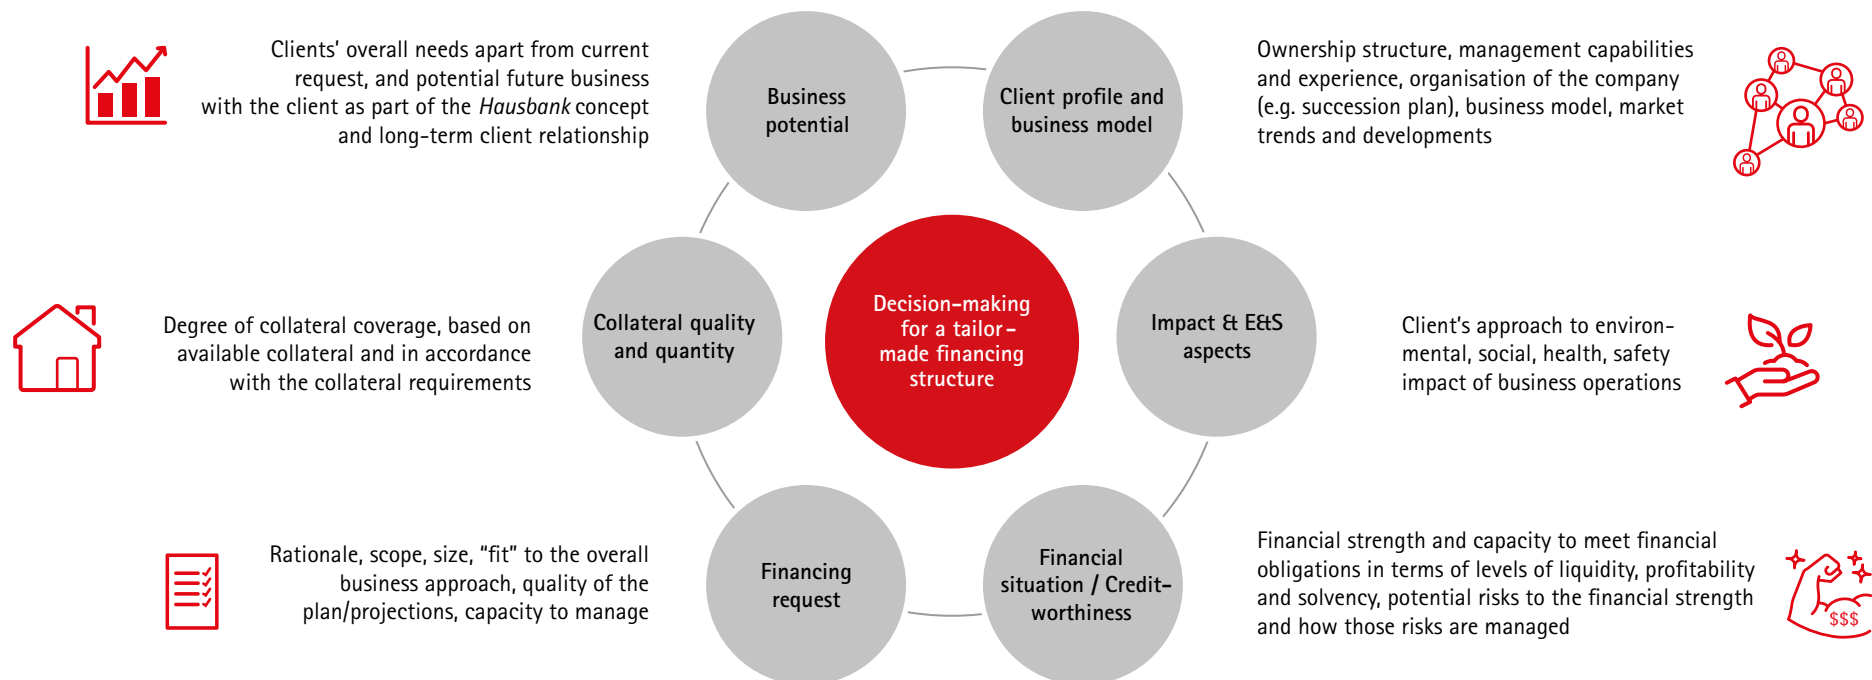 Clients' overall needs apart from current
request, and potential future business
with the client as part of the Hausbank concept
and long-term client relationship
Business
potential
Client profile and
business model
Ownership structure, management capabilities
and experience, organisation of the company
(e.g. succession plan), business model, market
trends and developments
Degree of collateral coverage, based on
available collateral and in accordance
with the collateral requirements
Collateral quality
and quantity
Decision-making
for a tailor-
made financing
structure
Impact & E&S
aspects
Client's approach to environ-
mental, social, health, safety
impact of business operations
Rationale, scope, size, “fit” to the overall
business approach, quality of the
plan/projections, capacity to manage
Financing
request
Financial
situation / Credit-
worthiness
Financial strength and capacity to meet financial
obligations in terms of levels of liquidity, profitability
and solvency, potential risks to the financial strength
and how those risks are managed
$$$